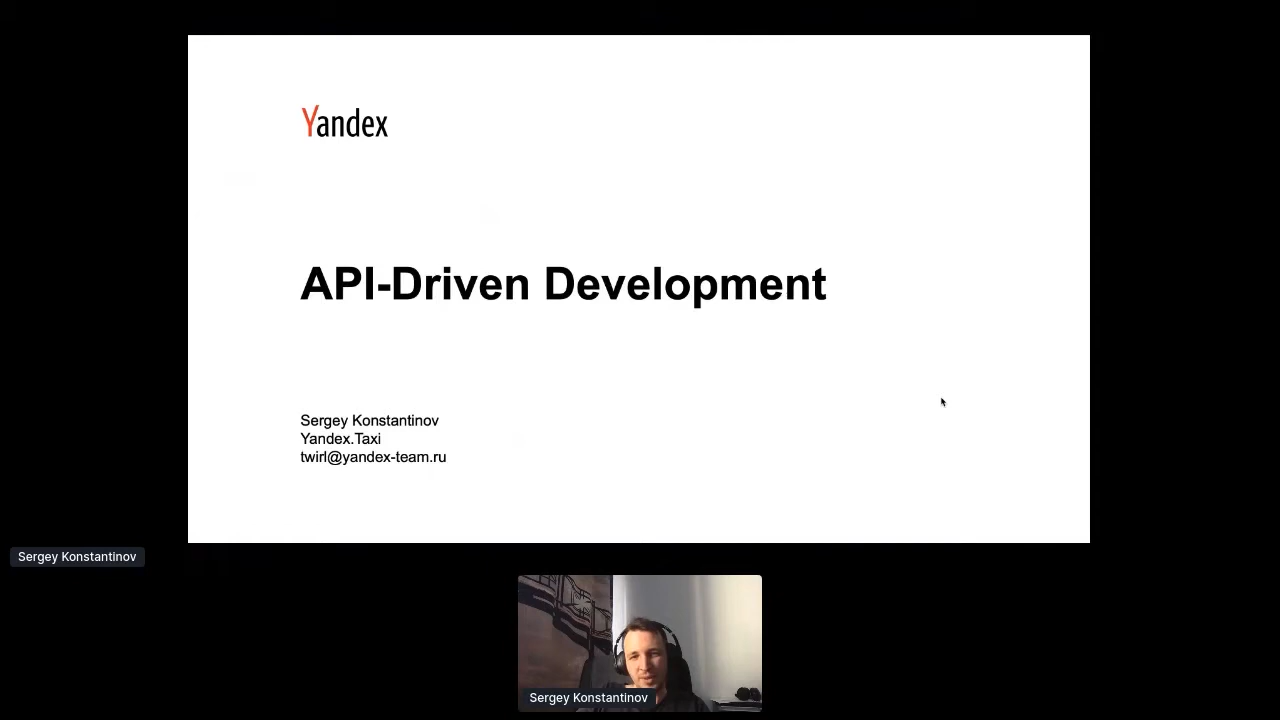 Yandex
API-Driven Development
Sergey Konstantinov
Yandex.Taxi
twirl@yandex-team.ru
Sergey Konstantinov
Sergey Konstantinov